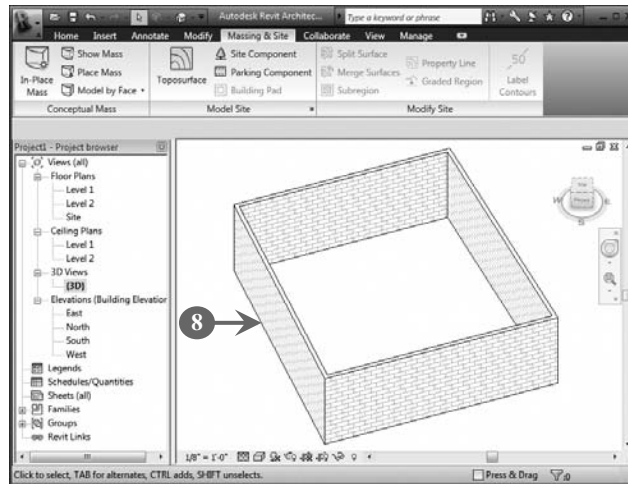 Autodesk Revit Architec...
Type a keyword or phrase
Home Insert Annotate Modify Massing & Site Collaborate View Manage
In-Place Mass
Show Mass
Place Mass
Model by Face
Conceptual Mass
Toposurface
Site Component
Parking Component
Building Pad
Model Site
Split Surface
Merge Surfaces
Subregion
Property Line
Graded Region
Modify Site
50
Label Contours
Project1 - Project browser
Views (all)
Floor Plans
Level 1
Level 2
Site
Ceiling Plans
Level 1
Level 2
3D Views
{3D}
Elevations (Building Elevation
East
North
South
West
Legends
Schedules/Quantities
Sheets (all)
Families
Groups
Revit Links
8
W
S
E
1/8" = 1'-0"
Click to select, TAB for alternates, CTRL adds, SHIFT unselects.
Press & Drag
:0